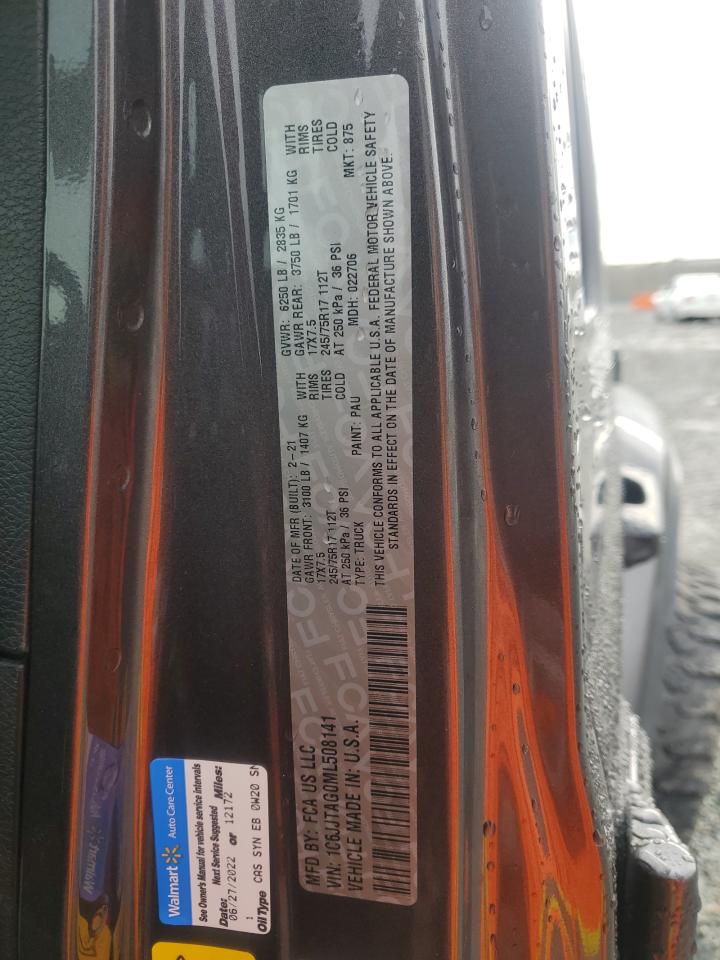 MFD BY: FCA US LLC
VIN: 1C6JJTAG0ML508141
VEHICLE MADE IN: U.S.A.
DATE OF MFR (BUILT): 2-21 GVWR: 6250 LB / 2835 KG
GAWR FRONT: 3100 LB / 1407 KG WITH GAWR REAR: 3750 LB / 1701 KG WITH
17X7.5 RIMS 17X7.5 RIMS
245/75R17 112T TIRES 245/75R17 112T TIRES
AT 250 kPa / 36 PSI COLD AT 250 kPa / 36 PSI COLD
TYPE: TRUCK PAINT: PAU MDH: 022706 MKT: 875
THIS VEHICLE CONFORMS TO ALL APPLICABLE U.S.A. FEDERAL MOTOR VEHICLE SAFETY
STANDARDS IN EFFECT ON THE DATE OF MANUFACTURE SHOWN ABOVE.
Walmart Auto Care Center
See Owner's Manual for vehicle service intervals
Next Service Suggested
Date: or Miles:
06/27/2022 12172
1
Oil Type CAS SYN EB 0W20 SN